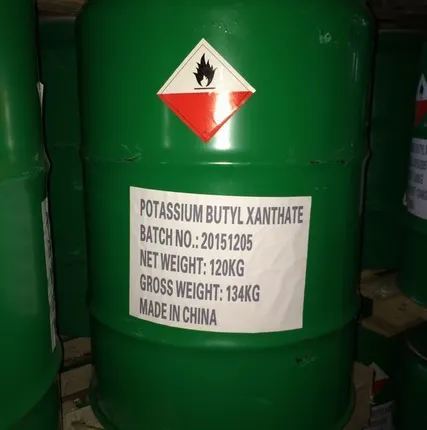 POTASSIUM BUTYL XANTHATE
BATCH NO.: 20151205
NET WEIGHT: 120KG
GROSS WEIGHT: 134KG
MADE IN CHINA